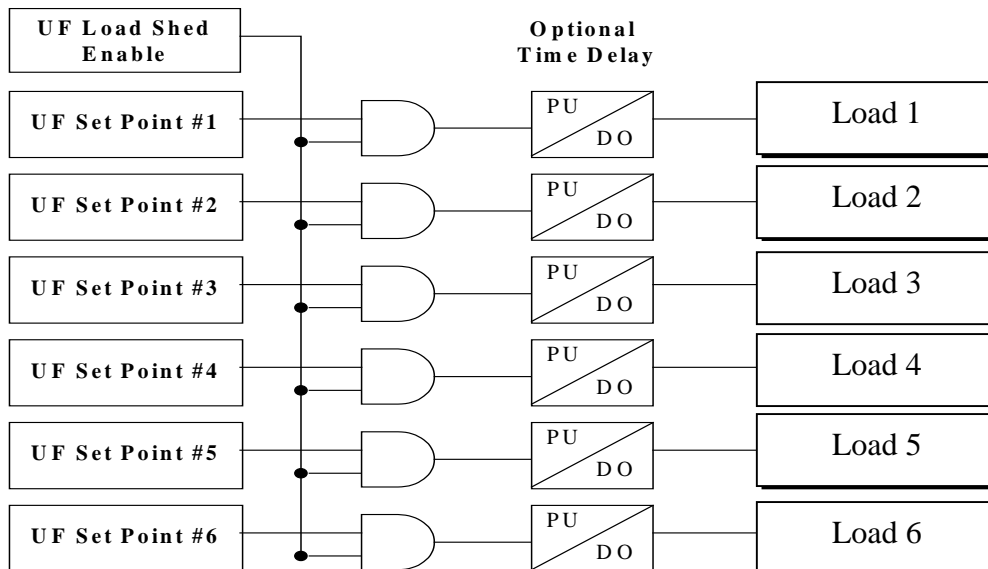 UF Load Shed
Enable
Optional
Time Delay
UF Set Point #1
PU
DO
Load 1
UF Set Point #2
PU
DO
Load 2
UF Set Point #3
PU
DO
Load 3
UF Set Point #4
PU
DO
Load 4
UF Set Point #5
PU
DO
Load 5
UF Set Point #6
PU
DO
Load 6